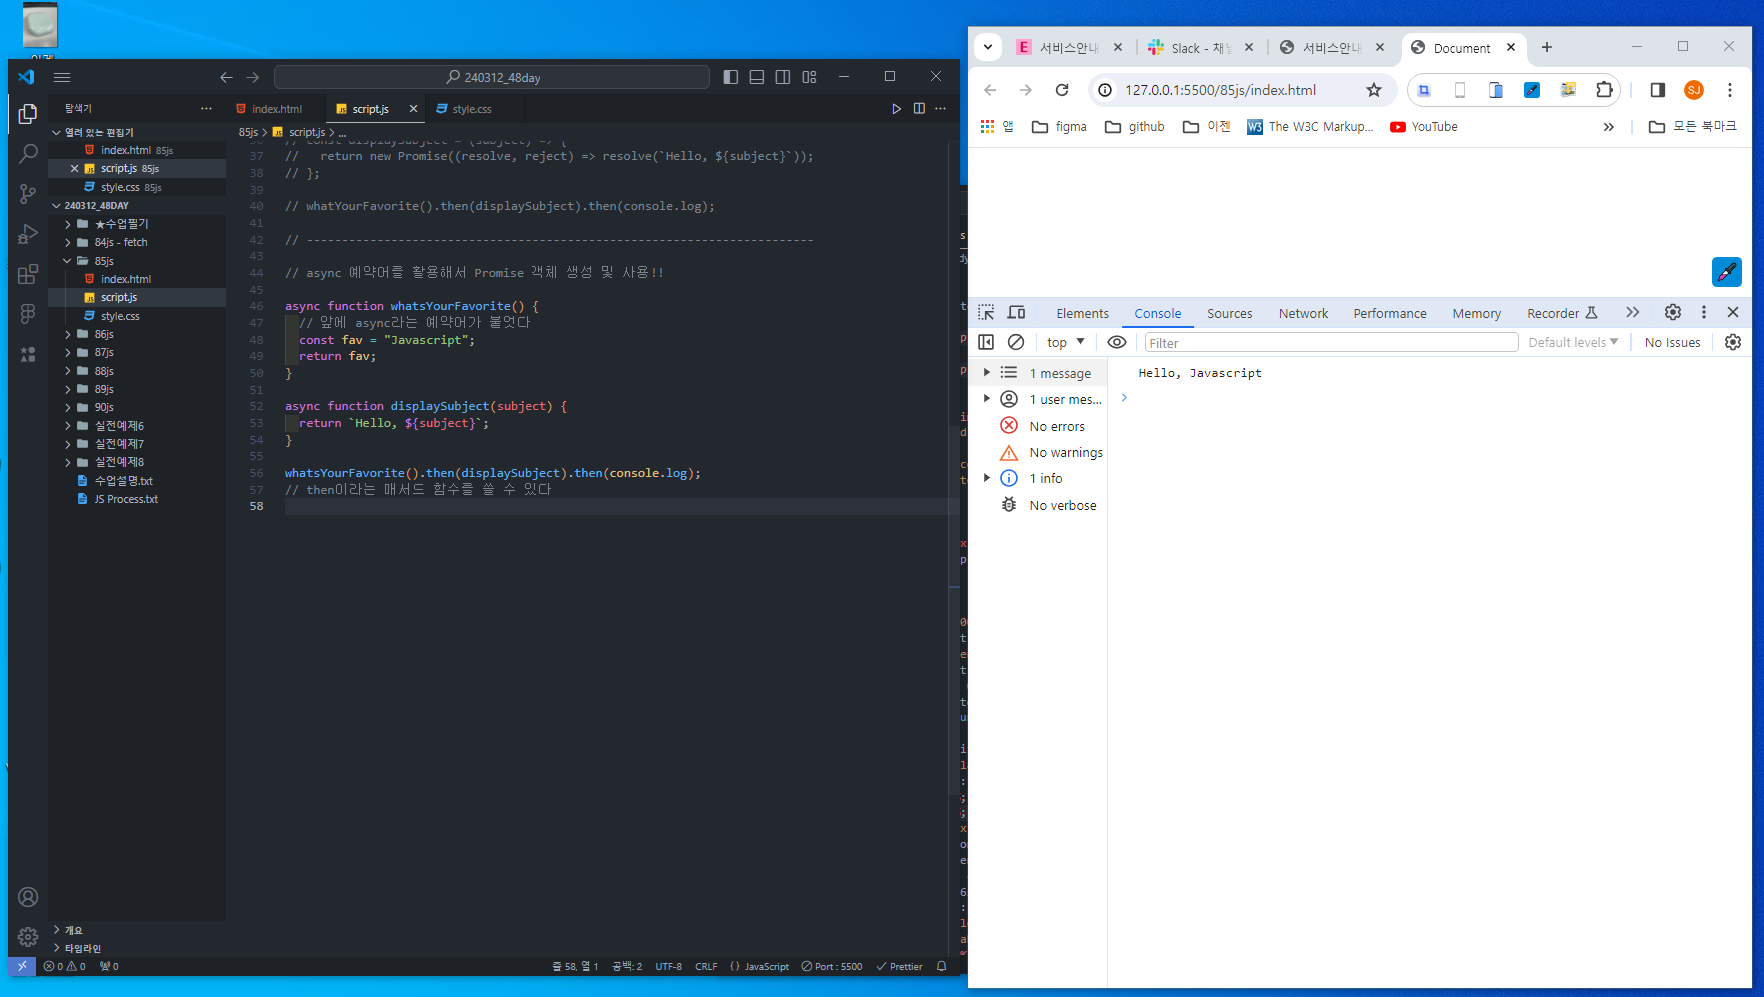 240312_48day
탐색기
index.html
script.js
style.css
열려 있는 편집기
index.html 85js
script.js 85js
style.css 85js
240312_48DAY
★수업필기
84js - fetch
85js
index.html
script.js
style.css
86js
87js
88js
89js
90js
실전예제6
실전예제7
실전예제8
수업설명.txt
JS Process.txt
개요
타임라인
85js > script.js > ...
36 // const displaySubject = (subject) => {
37 //   return new Promise((resolve, reject) => resolve(`Hello, ${subject}`));
38 // };
39
40 // whatYourFavorite().then(displaySubject).then(console.log);
41
42 // ------------------------------------------------------------------------
43
44 // async 예약어를 활용해서 Promise 객체 생성 및 사용!!
45
46 async function whatsYourFavorite() {
47   // 앞에 async라는 예약어가 붙엇다
48   const fav = "Javascript";
49   return fav;
50 }
51
52 async function displaySubject(subject) {
53   return `Hello, ${subject}`;
54 }
55
56 whatsYourFavorite().then(displaySubject).then(console.log);
57 // then이라는 매서드 함수를 쓸 수 있다
58
0 0 0
줄 58, 열 1
공백: 2
UTF-8
CRLF
{} JavaScript
Port : 5500
Prettier
E 서비스안내
Slack - 채널
서비스안내
Document
127.0.0.1:5500/85js/index.html
SJ
앱
figma
github
이젠
W3 The W3C Markup...
YouTube
모든 북마크
Elements
Console
Sources
Network
Performance
Memory
Recorder
top
Filter
Default levels
No Issues
1 message
1 user mes...
No errors
No warnings
1 info
No verbose
Hello, Javascript